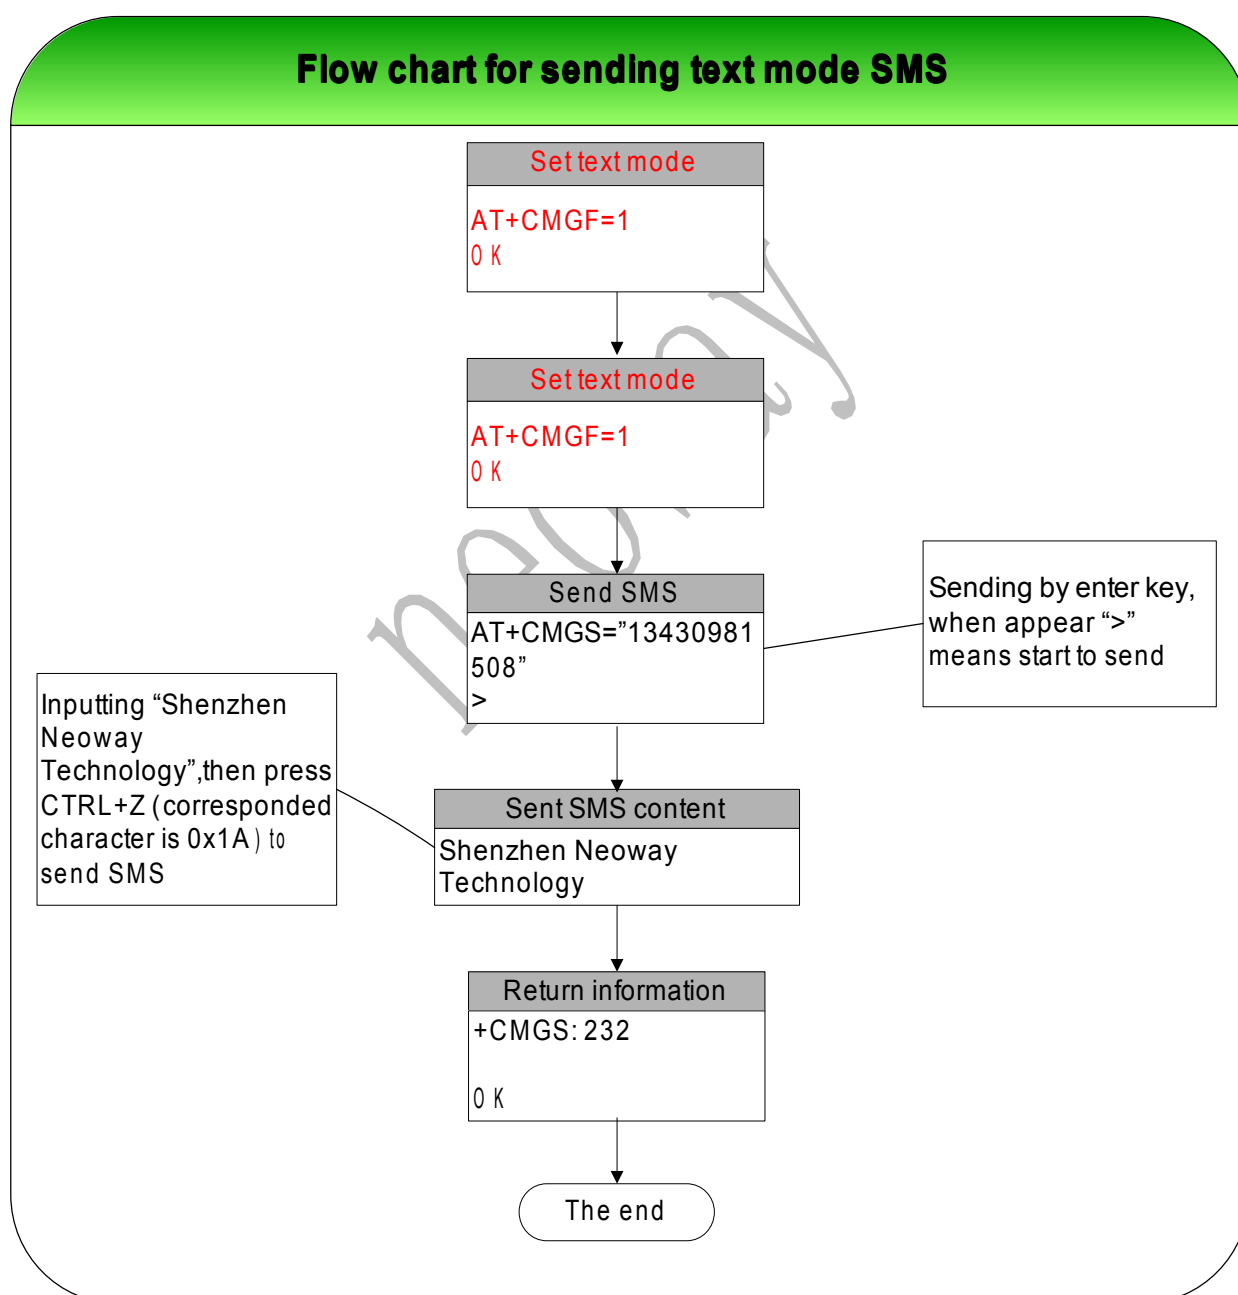 Flow chart for sending text mode SMS
Set text mode
AT+CMGF=1
OK
Set text mode
AT+CMGF=1
OK
Send SMS
AT+CMGS=”13430981
508”
>
Sending by enter key,
when appear “>”
means start to send
Inputting “Shenzhen
Neoway
Technology”,then press
CTRL+Z (corresponded
character is 0x1A) to
send SMS
Sent SMS content
Shenzhen Neoway
Technology
Return information
+CMGS: 232
OK
The end
neoway